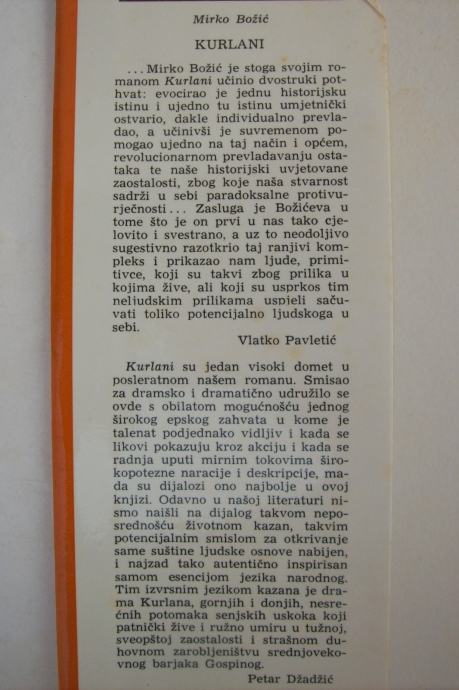 Mirko Božić
KURLANI
...Mirko Božić je stoga svojim ro-
manom Kurlani učinio dvostruki pot-
hvat: evocirao je jednu historijsku
istinu i ujedno tu istinu umjetnički
ostvario, dakle individualno prevla-
dao, a učinivši je suvremenom po-
mogao ujedno na taj način i općem,
revolucionarnom prevladavanju osta-
taka te naše historijski uvjetovane
zaostalosti, zbog koje naša stvarnost
sadrži u sebi paradoksalne protivu-
rječnosti... Zasluga je Božićeva u
tome što je on prvi u nas tako cje-
lovito i svestrano, a uz to neodoljivo
sugestivno razotkrio taj ranjivi kom-
pleks i prikazao nam ljude, primi-
tivce, koji su takvi zbog prilika u
kojima žive, ali koji su usprkos tim
neljudskim prilikama uspjeli saču-
vati toliko potencijalno ljudskoga u
sebi.
Vlatko Pavletić
Kurlani su jedan visoki domet u
posleratnom našem romanu. Smisao
za dramsko i dramatično udružilo se
ovde s obilatom mogućnošću jednog
širokog epskog zahvata u kome je
talenat podjednako vidljiv i kada se
likovi pokazuju kroz akciju i kada se
radnja uputi mirnim tokovima širo-
kopotezne naracije i deskripcije, ma-
da su dijalozi ono najbolje u ovoj
knjizi. Odavno u našoj literaturi ni-
smo naišli na dijalog takvom nepo-
srednošću životnom kazan, takvim
potencijalnim smislom za otkrivanje
same suštine ljudske osnove nabijen,
i najzad tako autentično inspirisan
samom esencijom jezika narodnog.
Tim izvrsnim jezikom kazana je dra-
ma Kurlana, gornjih i donjih, nesre-
ćnih potomaka senjskih uskoka koji
patnički žive i ružno umiru u tužnoj,
sveopštoj zaostalosti i strašnom du-
hovnom zarobljeništvu srednjoveko-
vnog barjaka Gospinog.
Petar Džadžić